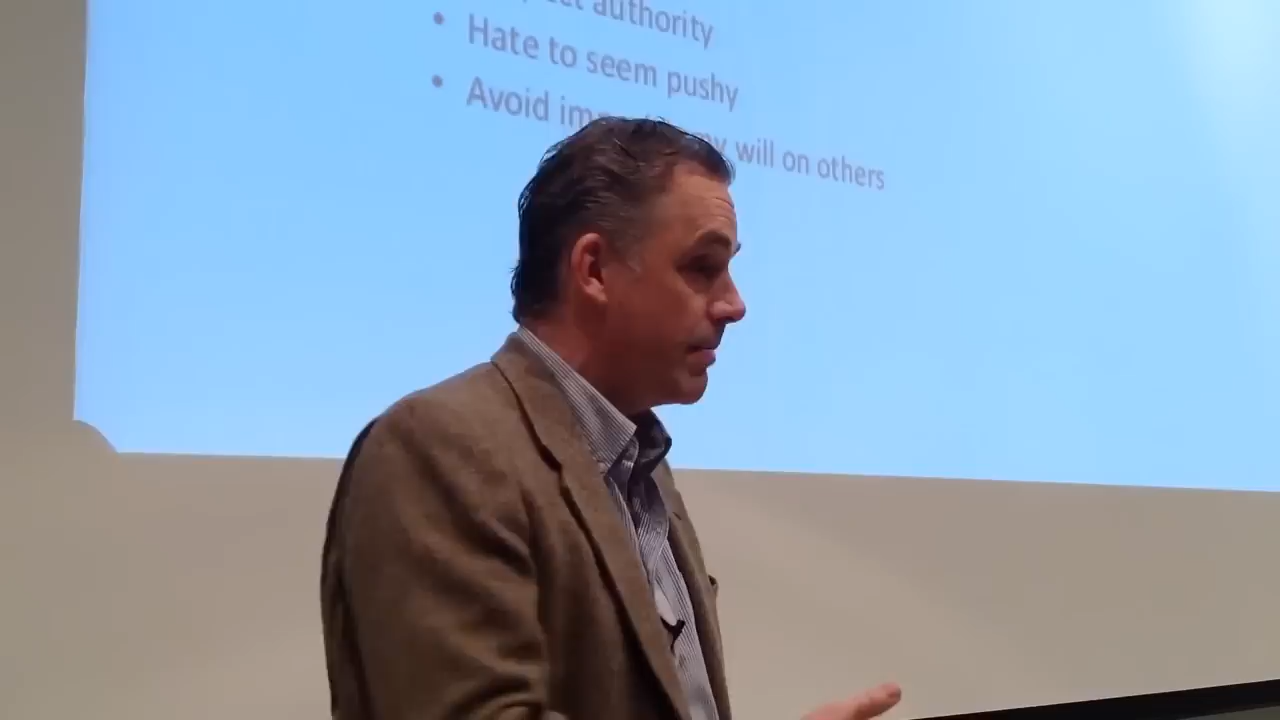 authority
• Hate to seem pushy
• Avoid will on others